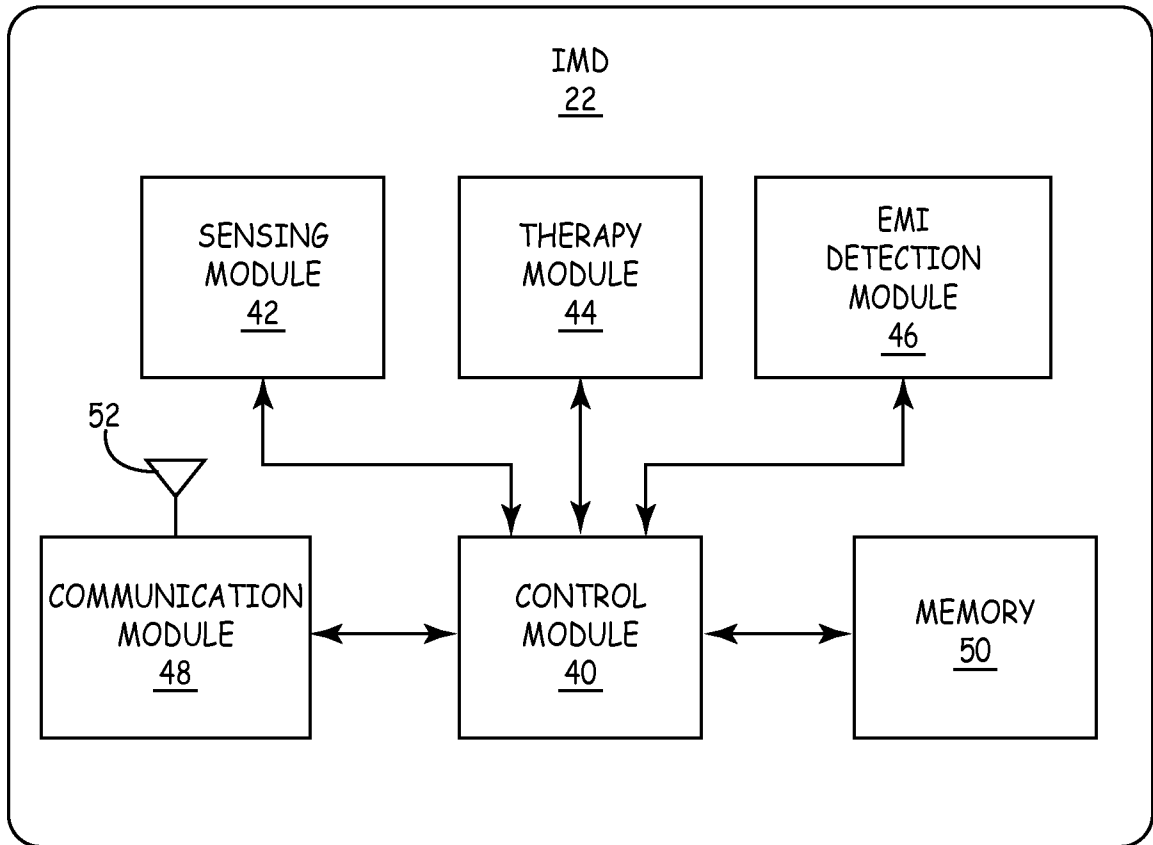 IMD
22
SENSING
MODULE
42
THERAPY
MODULE
44
EMI
DETECTION
MODULE
46
52
COMMUNICATION
MODULE
48
CONTROL
MODULE
40
MEMORY
50